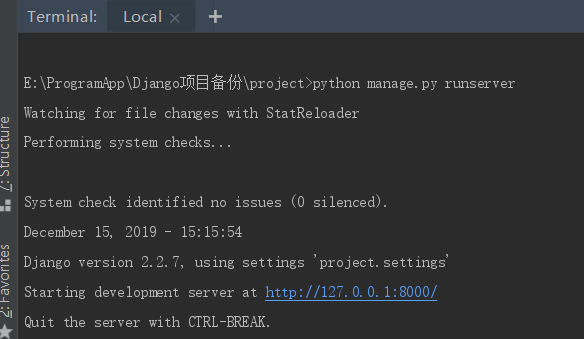 Terminal: Local × +
E:\ProgramApp\Django项目备份\project>python manage.py runserver
Watching for file changes with StatReloader
Performing system checks...
System check identified no issues (0 silenced).
December 15, 2019 - 15:15:54
Django version 2.2.7, using settings 'project.settings'
Starting development server at http://127.0.0.1:8000/
Quit the server with CTRL-BREAK.
7: Structure
2: Favorites